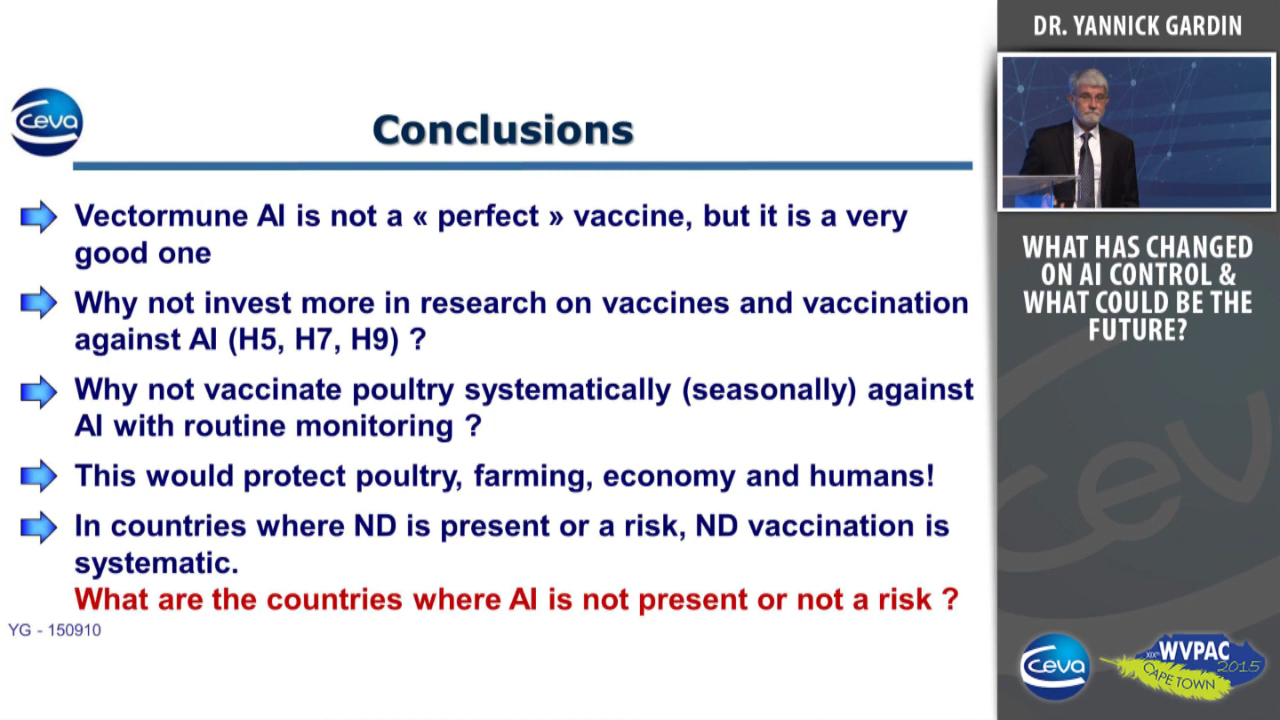 DR. YANNICK GARDIN
Ceva
Conclusions
Vectormune AI is not a « perfect » vaccine, but it is a very
good one
Why not invest more in research on vaccines and vaccination
against AI (H5, H7, H9) ?
Why not vaccinate poultry systematically (seasonally) against
AI with routine monitoring ?
This would protect poultry, farming, economy and humans!
In countries where ND is present or a risk, ND vaccination is
systematic.
What are the countries where AI is not present or not a risk ?
YG - 150910
WHAT HAS CHANGED
ON AI CONTROL &
WHAT COULD BE THE
FUTURE?
Ceva
Ceva
XIXth WVPAC
2015
CAPE TOWN